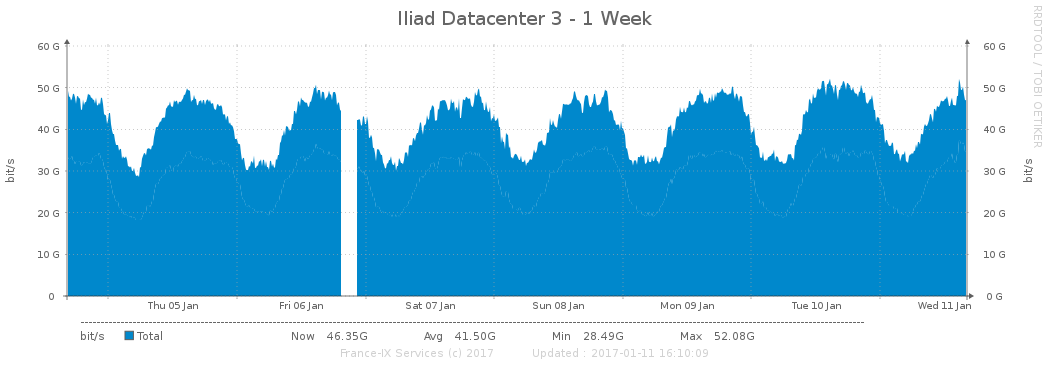 Iliad Datacenter 3 - 1 Week
RRDTOOL / TOBI OETIKER
60 G 60 G
50 G 50 G
40 G 40 G
30 G 30 G
20 G 20 G
10 G 10 G
0 0 G
bit/s bit/s
Thu 05 Jan Fri 06 Jan Sat 07 Jan Sun 08 Jan Mon 09 Jan Tue 10 Jan Wed 11 Jan
bit/s Total Now 46.35G Avg 41.50G Min 28.49G Max 52.08G
France-IX Services (c) 2017 Updated : 2017-01-11 16:10:09